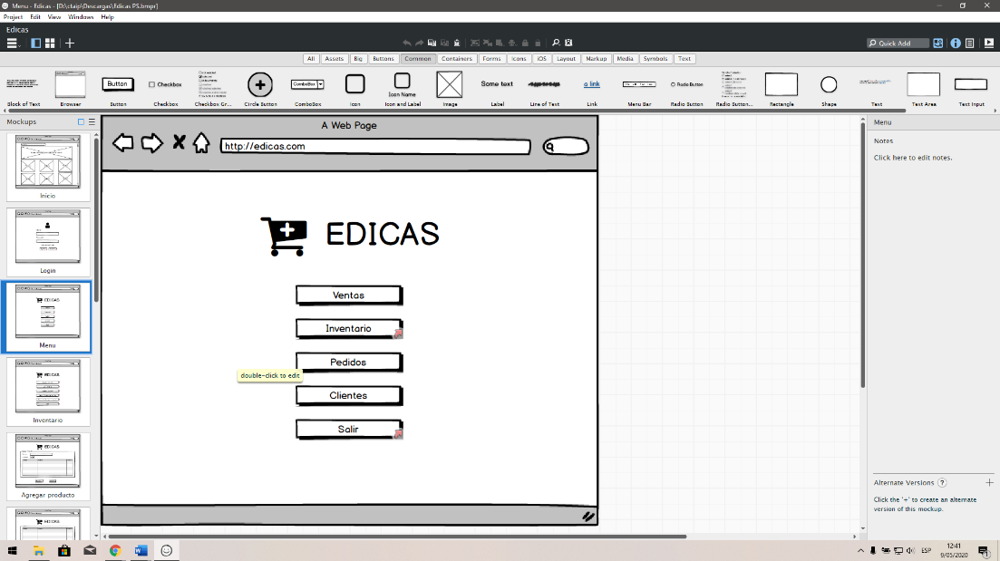 Menu - Edicas - [D:\ctaip\Descargas\Edicas PS.bmpr]
Project Edit View Windows Help
Edicas
Quick Add
All Assets Big Buttons Common Containers Forms Icons iOS Layout Markup Media Symbols Text
Button Checkbox ComboBox Some text a link Radio Button
Icon Name
Block of Text Browser Button Checkbox Checkbox Gr... Circle Button ComboBox Icon Icon and Label Image Label Line of Text Link Menu Bar Radio Button Radio Button... Rectangle Shape Text Text Area Text Input
Mockups
Inicio
Login
Menu
EDICAS
Inventario
EDICAS
Agregar producto
EDICAS
A Web Page
http://edicas.com
EDICAS
Ventas
Inventario
Pedidos
double-click to edit
Clientes
Salir
Menu
Notes
Click here to edit notes.
Alternate Versions ?
Click the '+' to create an alternate
version of this mockup.
ESP
12:41
9/05/2020
1